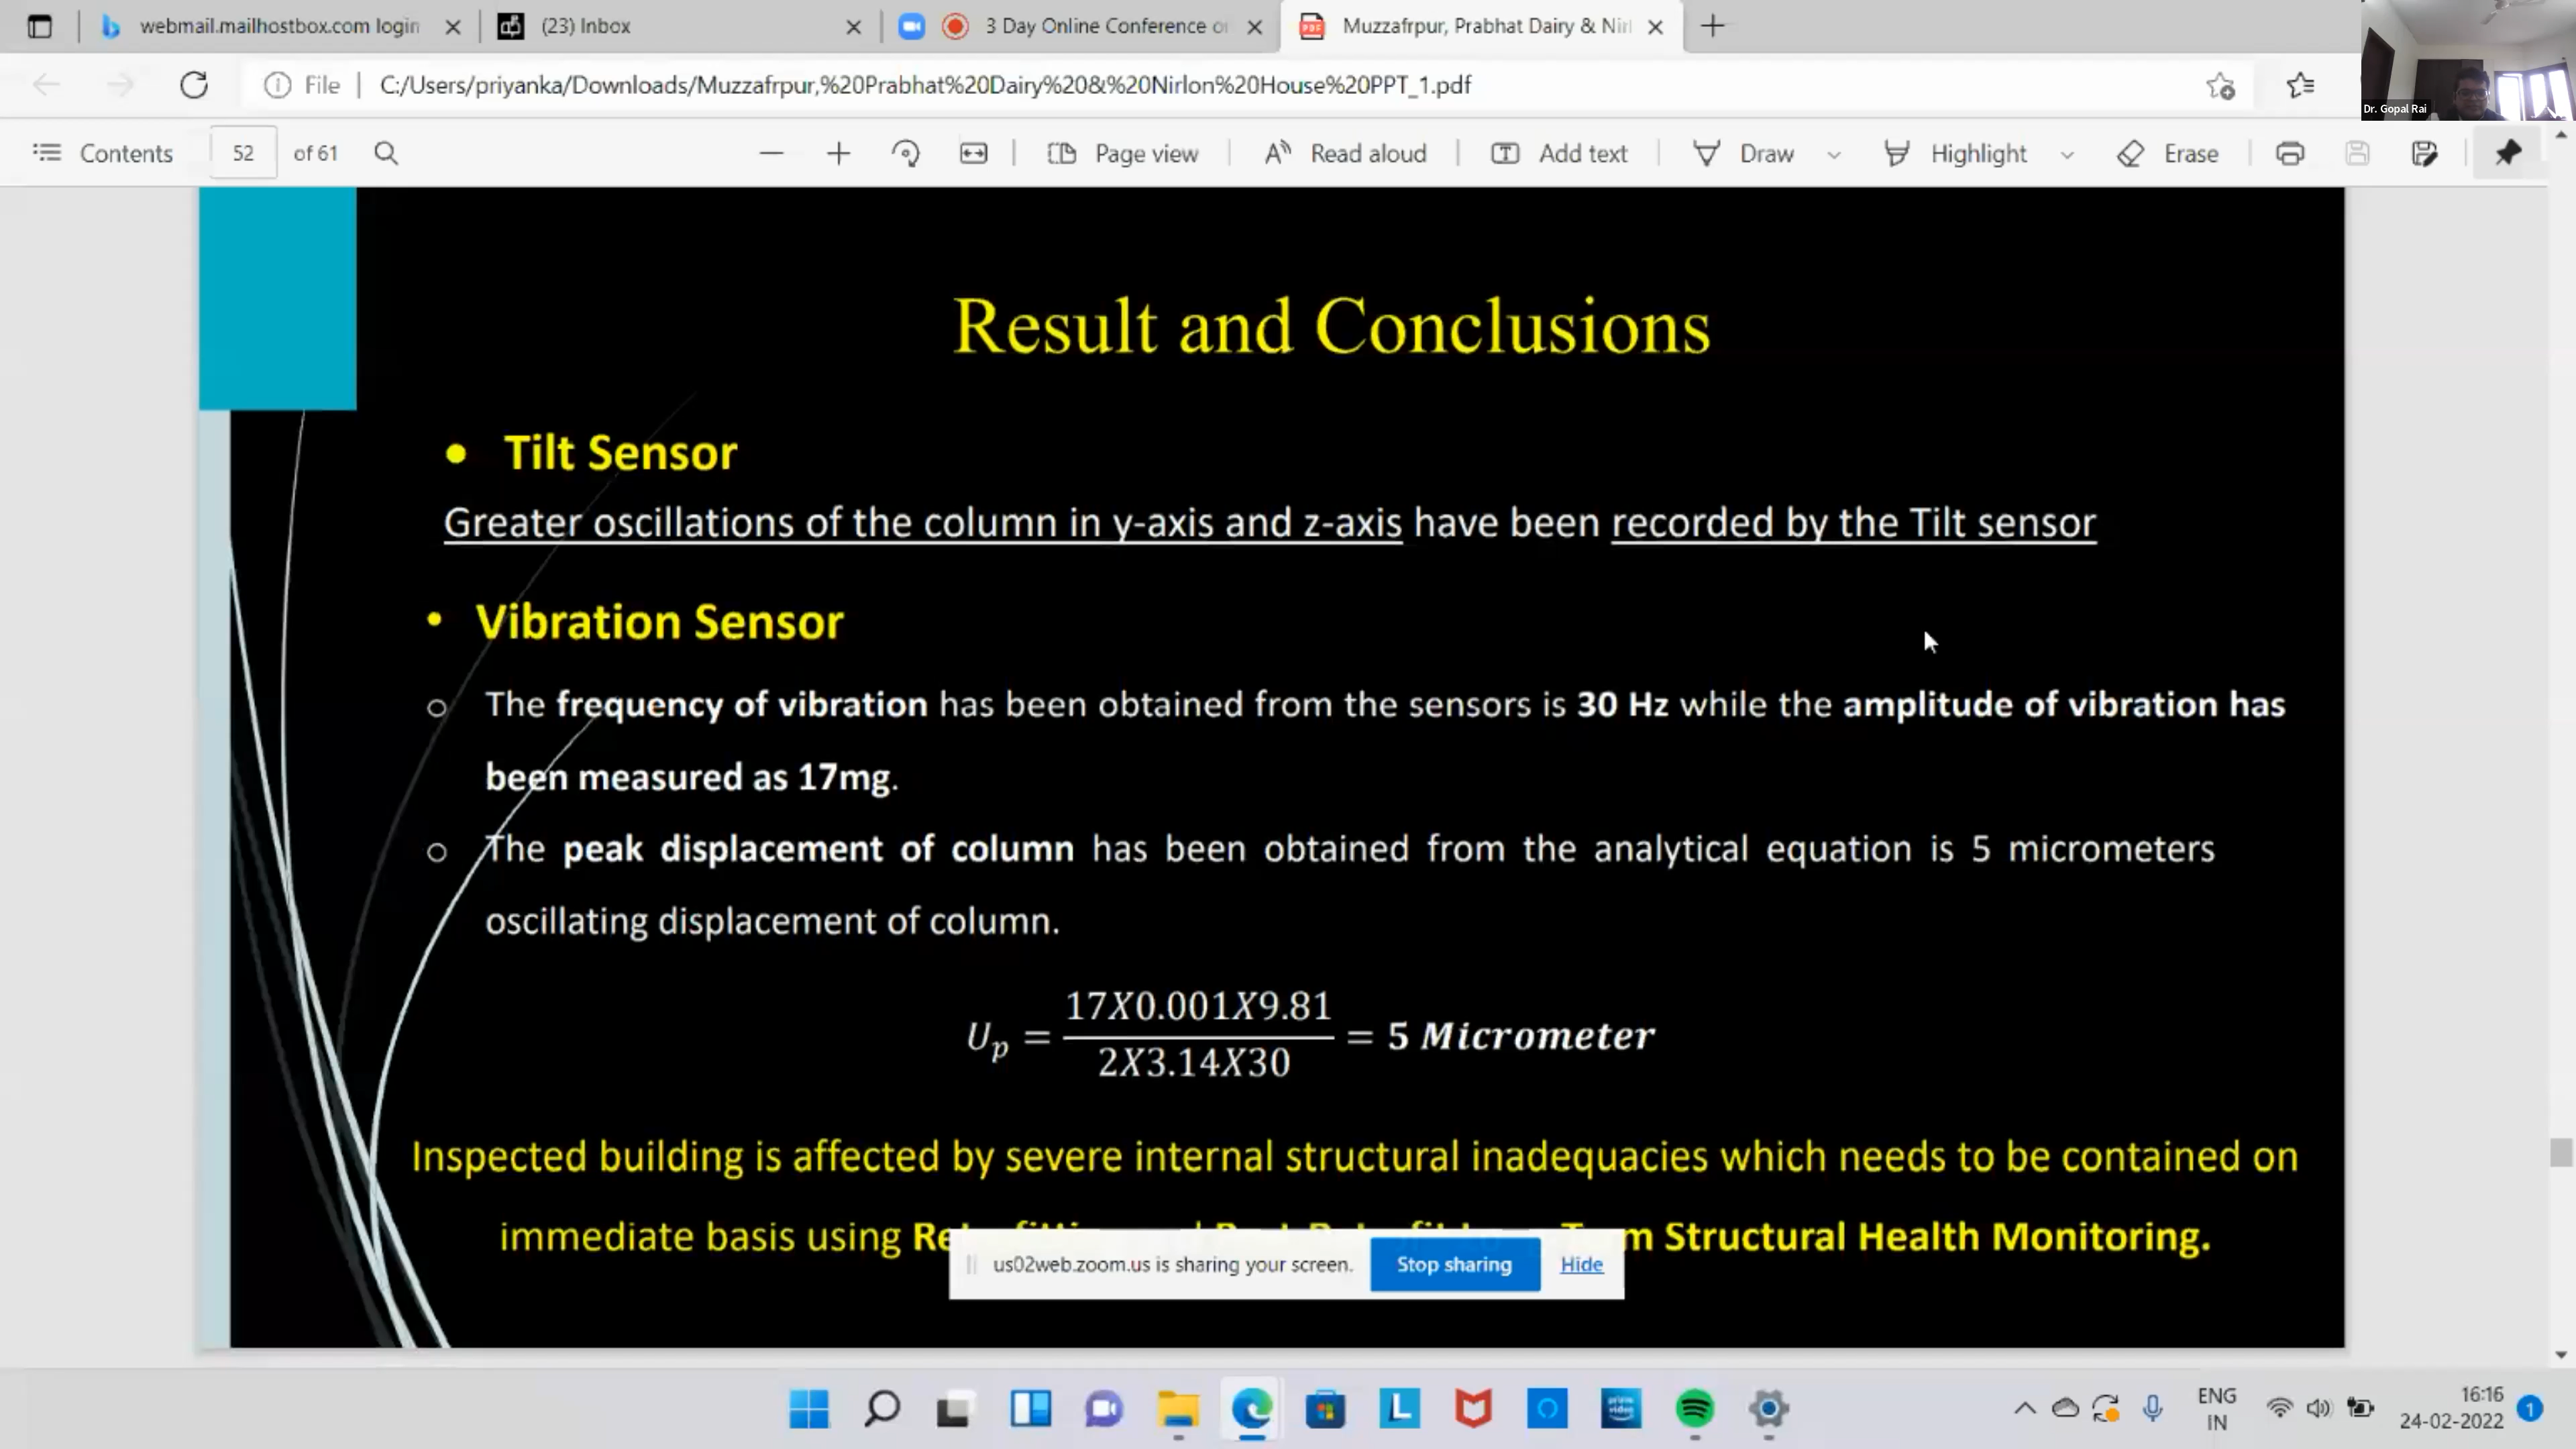 webmail.mailhostbox.com login
(23) Inbox
3 Day Online Conference o
Muzzafrpur, Prabhat Dairy & Nir
File
C:/Users/priyanka/Downloads/Muzzafrpur,%20Prabhat%20Dairy%20&%20Nirlon%20House%20PPT_1.pdf
Dr. Gopal Rai
Contents 52 of 61 Page view Read aloud Add text Draw Highlight Erase
Result and Conclusions
• Tilt Sensor
Greater oscillations of the column in y-axis and z-axis have been recorded by the Tilt sensor
• Vibration Sensor
o The frequency of vibration has been obtained from the sensors is 30 Hz while the amplitude of vibration has
been measured as 17mg.
o The peak displacement of column has been obtained from the analytical equation is 5 micrometers
oscillating displacement of column.
17X0.001X9.81
U_p = = 5 Micrometer
2X3.14X30
Inspected building is affected by severe internal structural inadequacies which needs to be contained on
immediate basis using Structural Health Monitoring.
us02web.zoom.us is sharing your screen. Stop sharing Hide
prime video
ENG
IN
16:16
24-02-2022
1